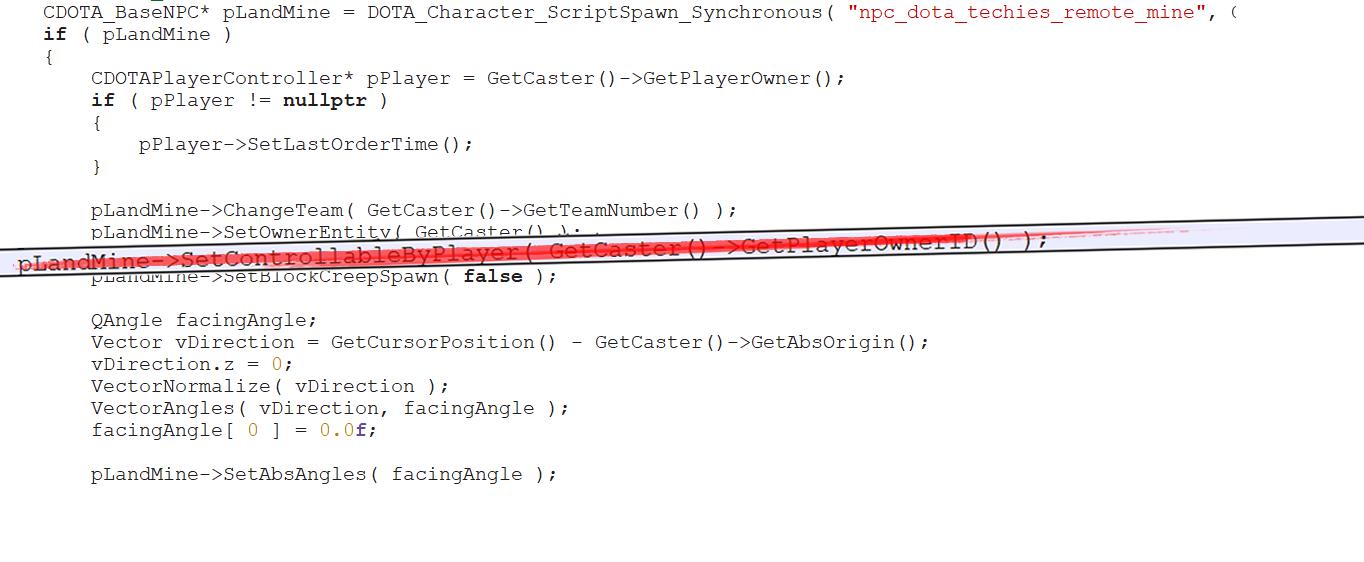 CDOTA_BaseNPC* pLandMine = DOTA_Character_ScriptSpawn_Synchronous( "npc_dota_techies_remote_mine", (
if ( pLandMine )
{
CDOTAPlayerController* pPlayer = GetCaster()->GetPlayerOwner();
if ( pPlayer != nullptr )
{
pPlayer->SetLastOrderTime();
}
pLandMine->ChangeTeam( GetCaster()->GetTeamNumber() );
pLandMine->SetOwnerEntity( GetCaster() );
pLandMine->SetControllableByPlayer( GetCaster()->GetPlayerOwnerID() );
pLandMine->SetBlockCreepSpawn( false );
QAngle facingAngle;
Vector vDirection = GetCursorPosition() - GetCaster()->GetAbsOrigin();
vDirection.z = 0;
VectorNormalize( vDirection );
VectorAngles( vDirection, facingAngle );
facingAngle[ 0 ] = 0.0f;
pLandMine->SetAbsAngles( facingAngle );